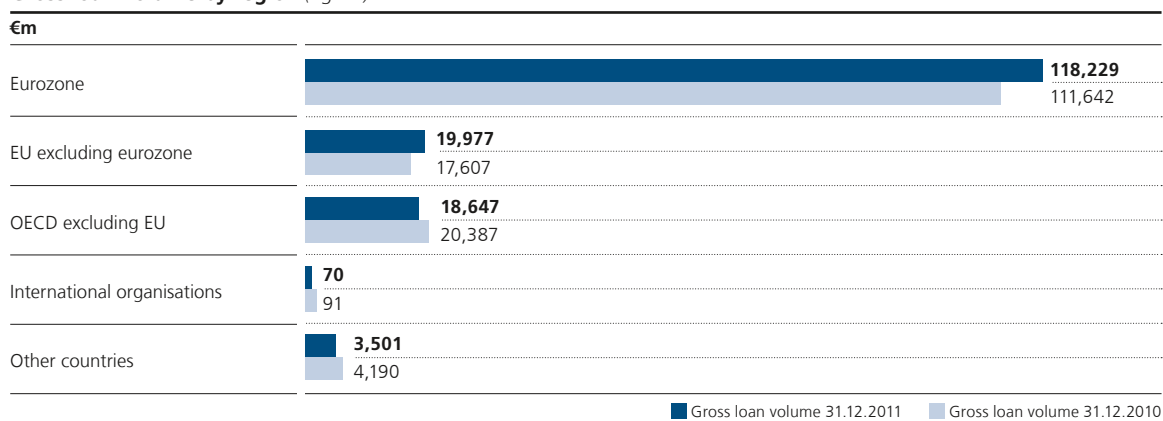 €m
Eurozone
118,229
111,642
EU excluding eurozone
19,977
17,607
OECD excluding EU
18,647
20,387
International organisations
70
91
Other countries
3,501
4,190
Gross loan volume 31.12.2011 Gross loan volume 31.12.2010